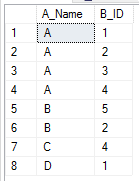 A_Name B_ID
1 A 1
2 A 2
3 A 3
4 A 4
5 B 5
6 B 2
7 C 4
8 D 1